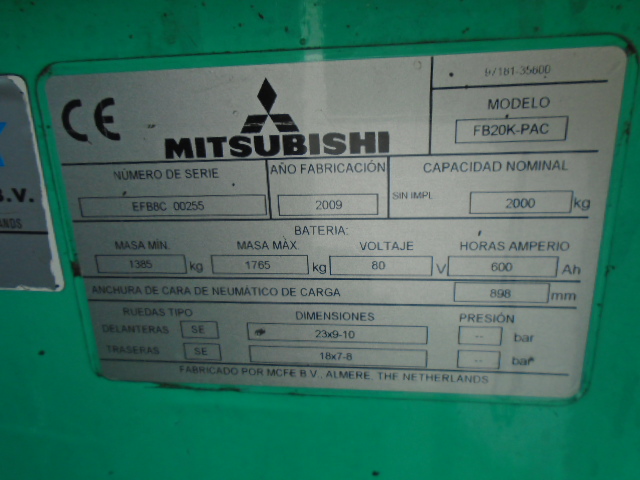 97181-35600
CE
MITSUBISHI
MODELO
FB20K-PAC
NÚMERO DE SERIE
AÑO FABRICACIÓN
CAPACIDAD NOMINAL
EFB8C 00255
2009
SIN IMPL
2000 kg
BATERIA:
MASA MÍN.
MASA MÁX
VOLTAJE
HORAS AMPERIO
1385 kg
1765 kg
80 V
600 Ah
ANCHURA DE CARA DE NEUMÁTICO DE CARGA
898 mm
RUEDAS TIPO
DIMENSIONES
PRESIÓN
DELANTERAS SE
23x9-10
-- bar
TRASERAS SE
18x7-8
-- bar
FABRICADO POR MCFE B.V., ALMERE, THE NETHERLANDS
B.V.